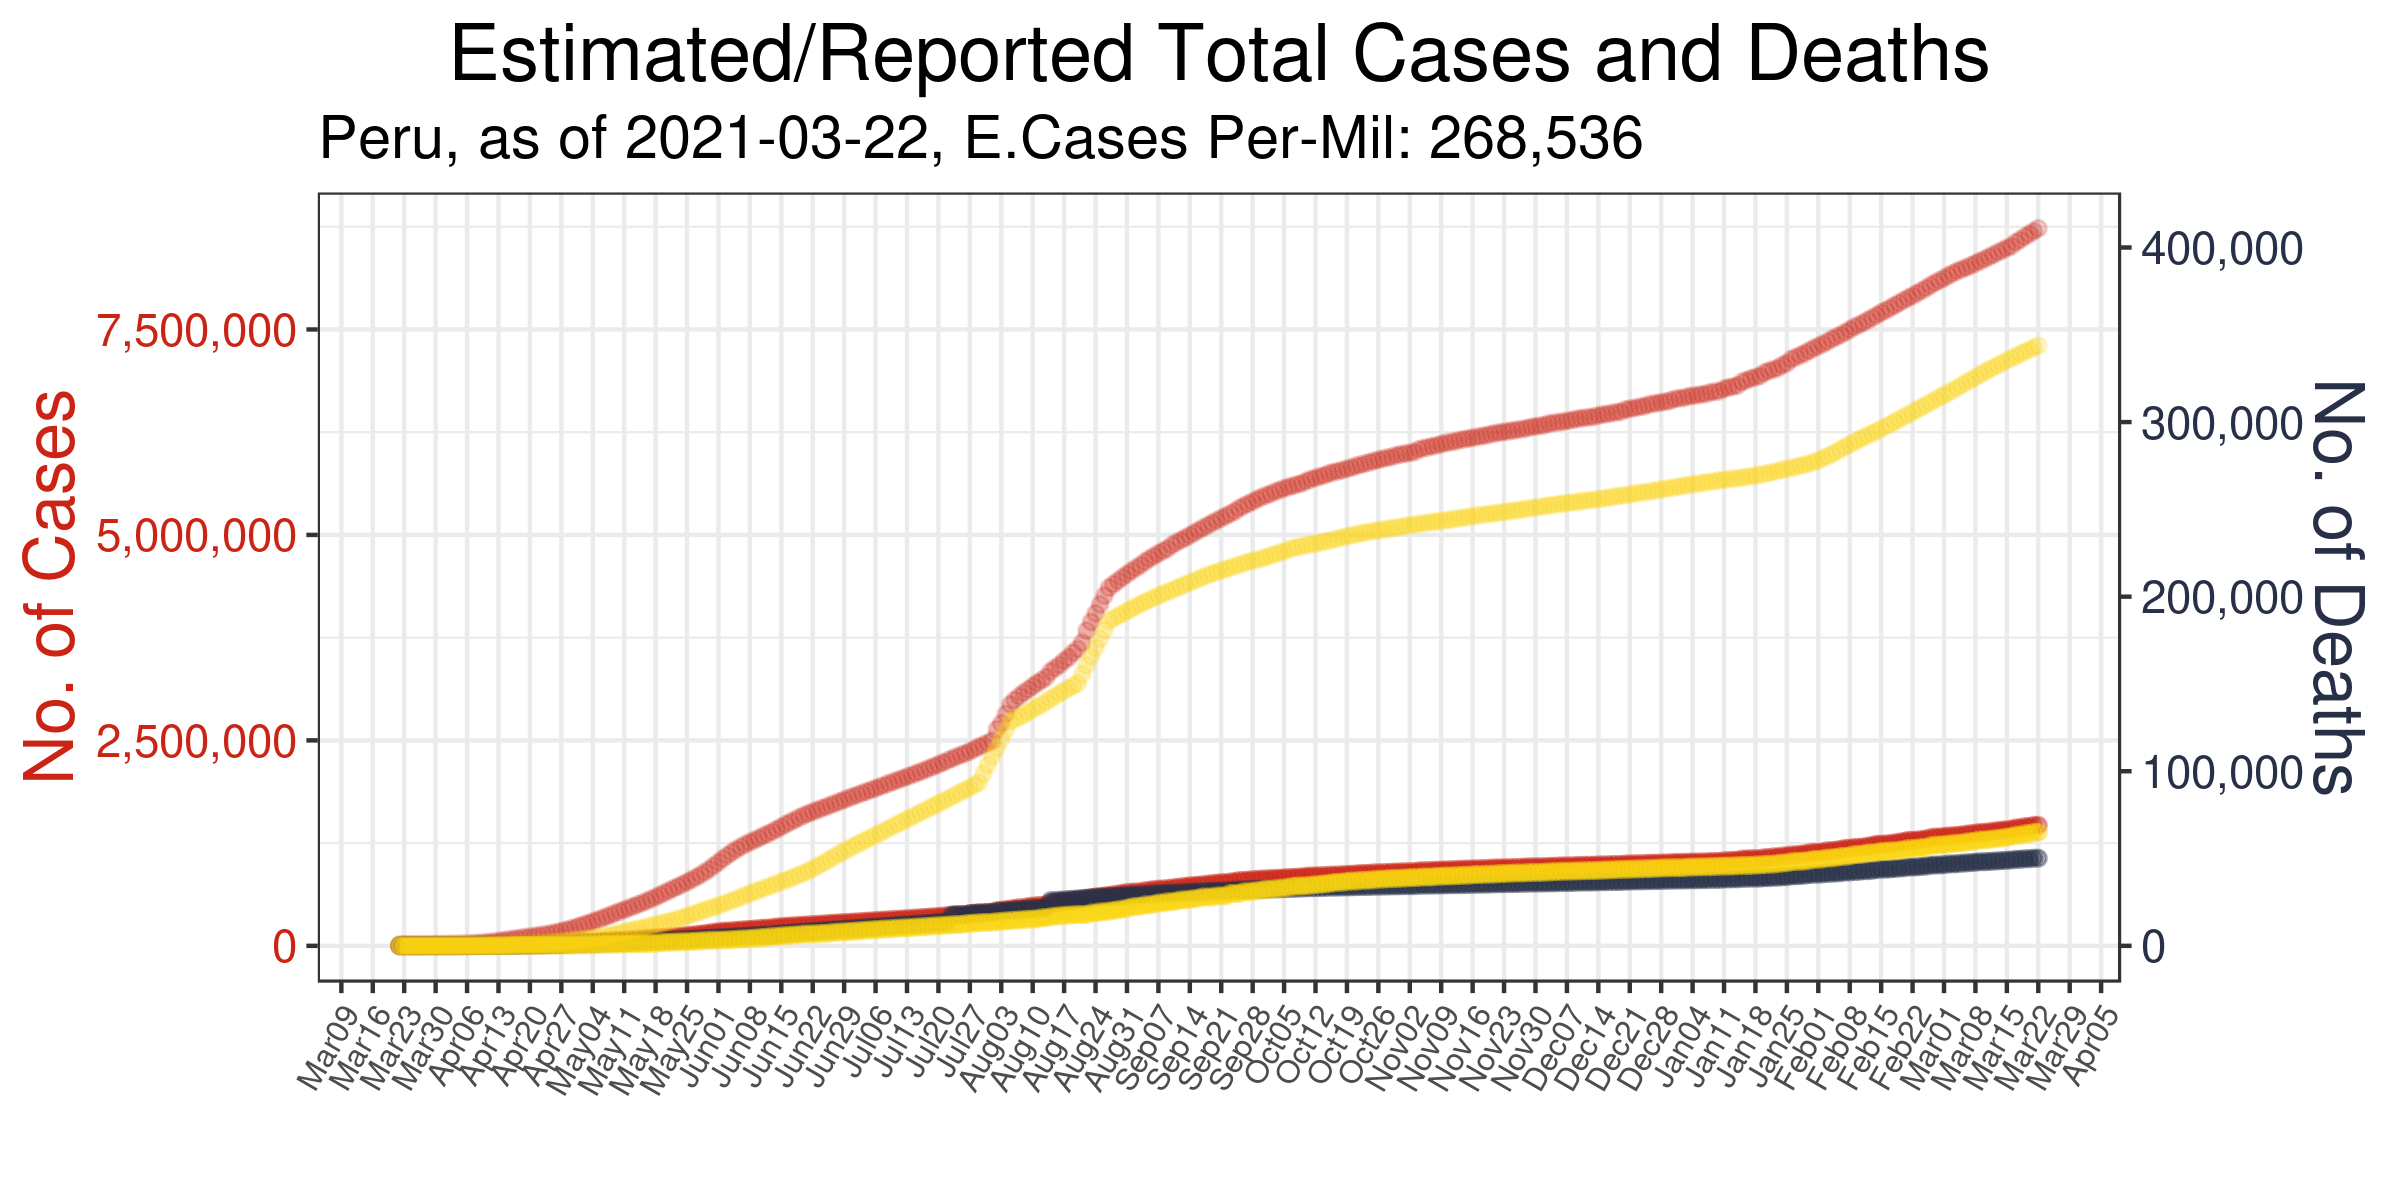 Estimated/Reported Total Cases and Deaths
Peru, as of 2021-03-22, E.Cases Per-Mil: 268,536
No. of Cases
7,500,000
5,000,000
2,500,000
0
400,000
300,000
200,000
100,000
0
No. of Deaths
Mar09
Mar16
Mar23
Mar30
Apr06
Apr13
Apr20
Apr27
May04
May11
May18
May25
Jun01
Jun08
Jun15
Jun22
Jun29
Jul06
Jul13
Jul20
Jul27
Aug03
Aug10
Aug17
Aug24
Aug31
Sep07
Sep14
Sep21
Sep28
Oct05
Oct12
Oct19
Oct26
Nov02
Nov09
Nov16
Nov23
Nov30
Dec07
Dec14
Dec21
Dec28
Jan04
Jan11
Jan18
Jan25
Feb01
Feb08
Feb15
Feb22
Mar01
Mar08
Mar15
Mar22
Mar29
Apr05